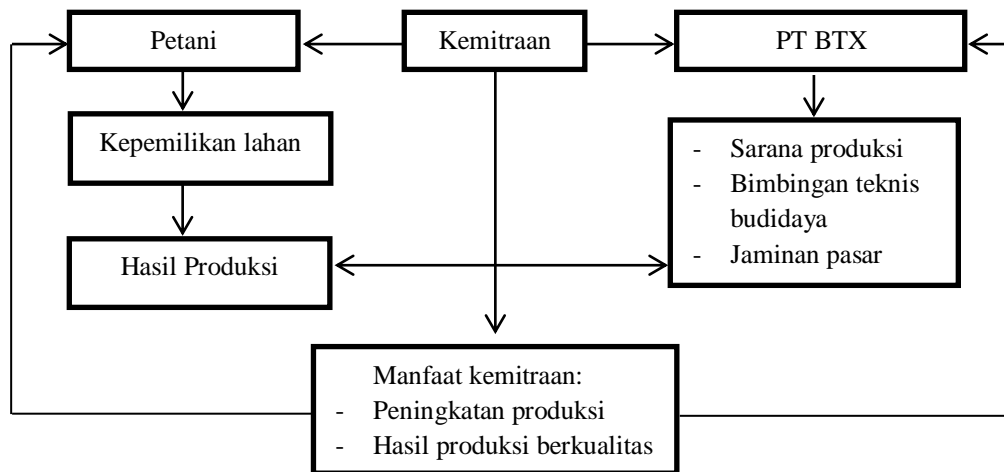 Petani
Kemitraan
PT BTX
Kepemilikan lahan
Hasil Produksi
- Sarana produksi
- Bimbingan teknis
budidaya
- Jaminan pasar
Manfaat kemitraan:
- Peningkatan produksi
- Hasil produksi berkualitas